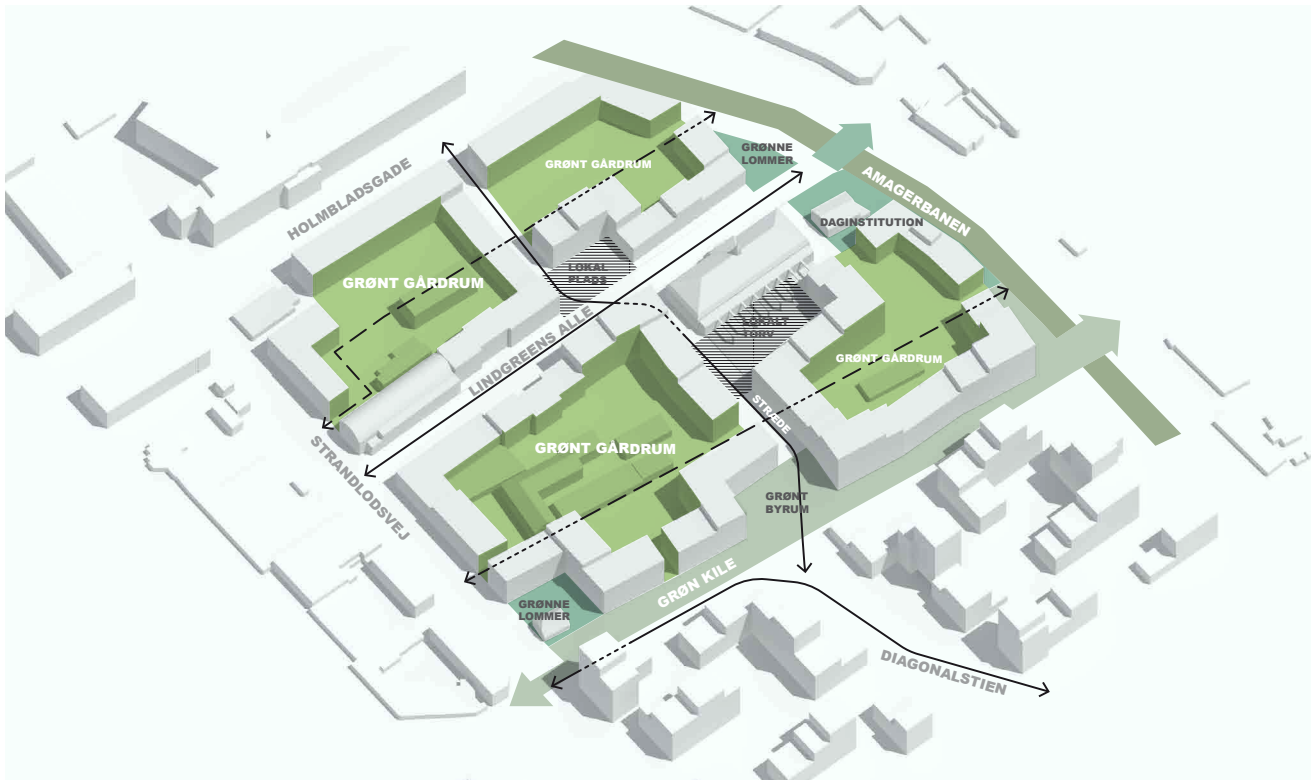 GRØNNE
LOMMER
GRØNT GÅRDRUM
AMAGERBANEN
HOLMBLADSGADE
DAGINSTITUTION
LOKAL
PLADS
GRØNT GÅRDRUM
LINDGREENS ALLE
LOKALT
TORV
GRØNT GÅRDRUM
STRÆDE
GRØNT GÅRDRUM
STRANDLODSVEJ
GRØNT
BYRUM
GRØN KILE
GRØNNE
LOMMER
DIAGONALSTIEN